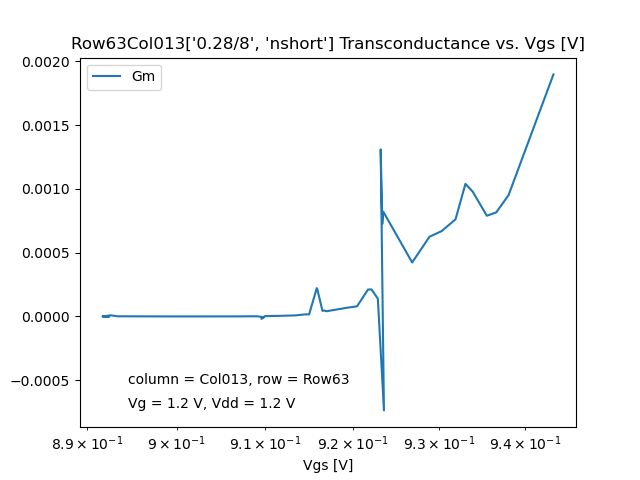 Row63Col013['0.28/8', 'nshort'] Transconductance vs. Vgs [V]
Gm
0.0020
0.0015
0.0010
0.0005
0.0000
−0.0005
column = Col013, row = Row63
Vg = 1.2 V, Vdd = 1.2 V
8.9 × 10⁻¹ 9 × 10⁻¹ 9.1 × 10⁻¹ 9.2 × 10⁻¹ 9.3 × 10⁻¹ 9.4 × 10⁻¹
Vgs [V]